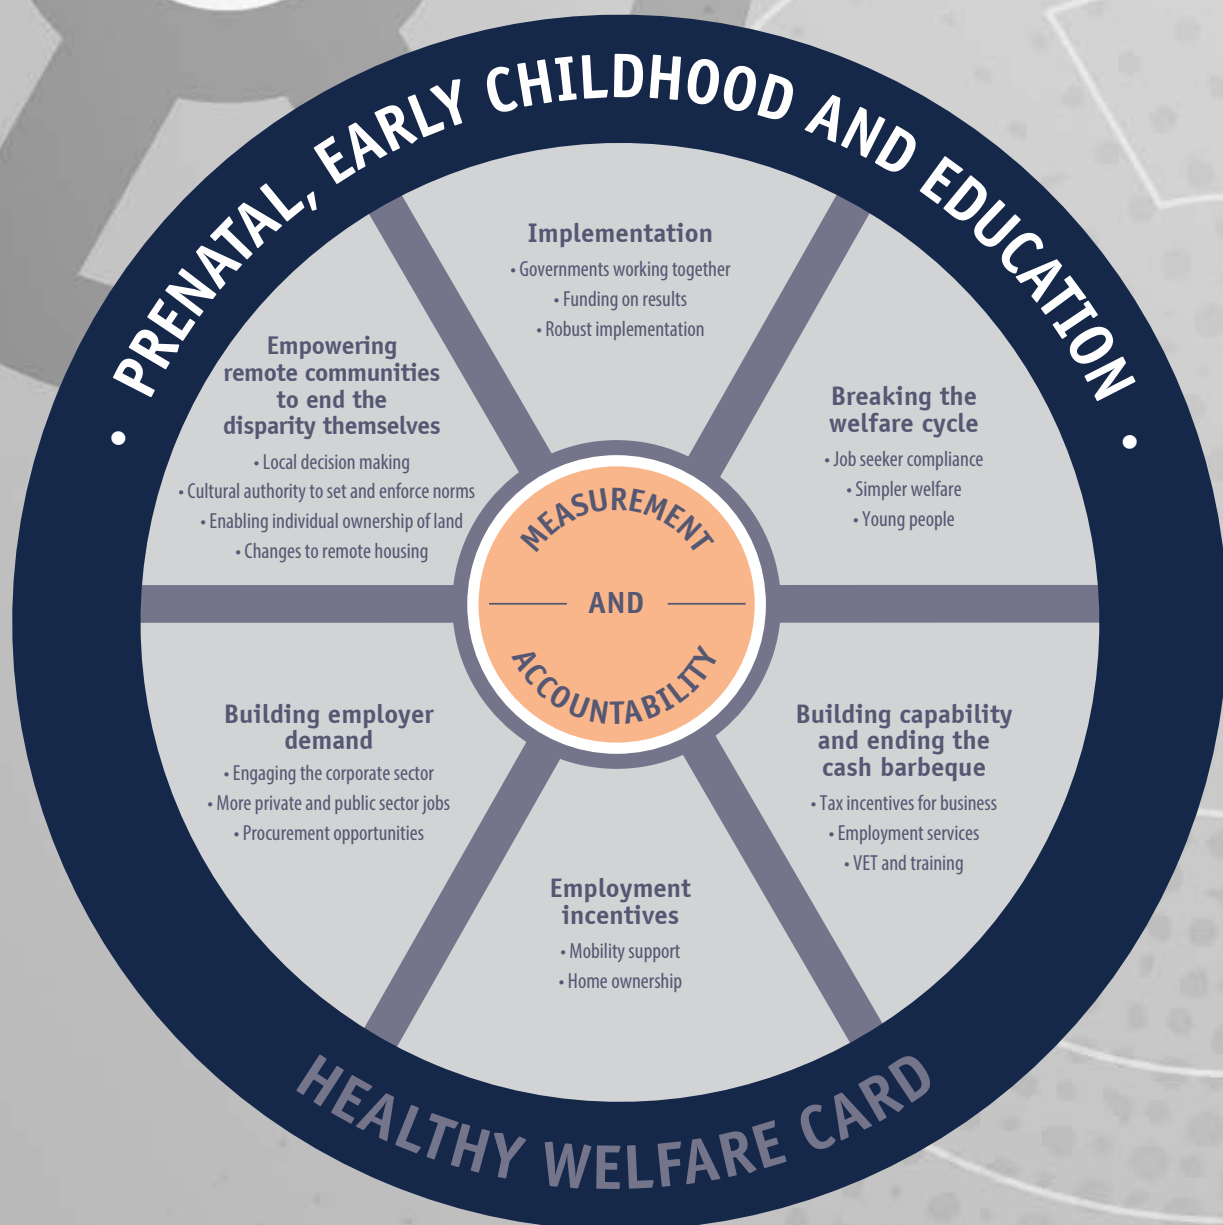 PRENATAL, EARLY CHILDHOOD AND EDUCATION
Implementation
• Governments working together
• Funding on results
• Robust implementation
Breaking the
welfare cycle
• Job seeker compliance
• Simpler welfare
• Young people
Building capability
and ending the
cash barbeque
• Tax incentives for business
• Employment services
• VET and training
Employment
incentives
• Mobility support
• Home ownership
Building employer
demand
• Engaging the corporate sector
• More private and public sector jobs
• Procurement opportunities
Empowering
remote communities
to end the
disparity themselves
• Local decision making
• Cultural authority to set and enforce norms
• Enabling individual ownership of land
• Changes to remote housing
MEASUREMENT
AND
ACCOUNTABILITY
HEALTHY WELFARE CARD